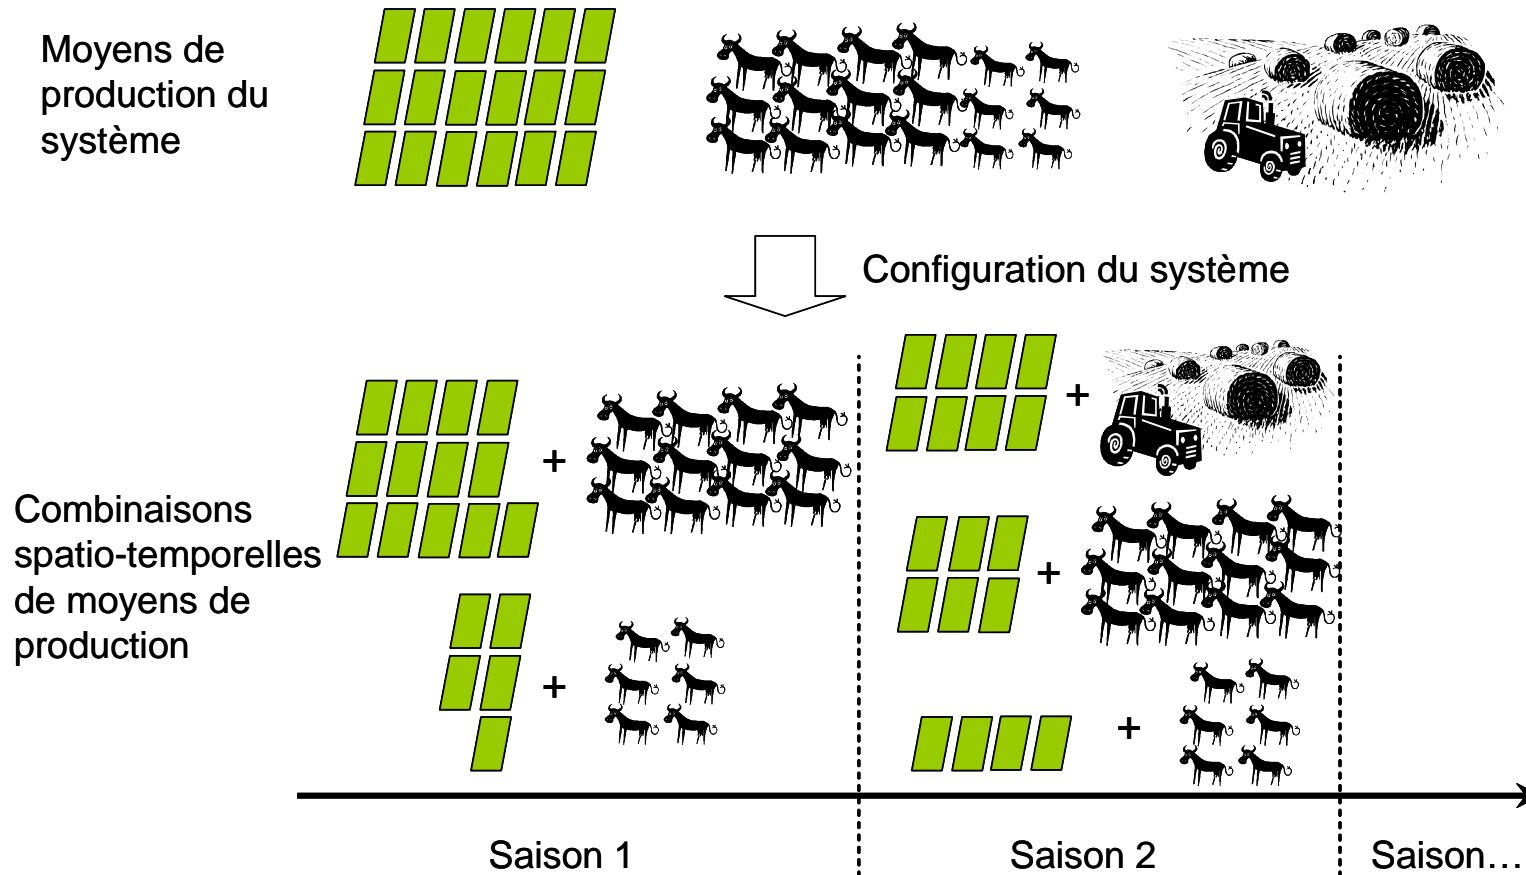 Moyens de
production du
système
Configuration du système
+
+
Combinaisons
spatio-temporelles
de moyens de
production
+
+
+
Saison 1
Saison 2
Saison…